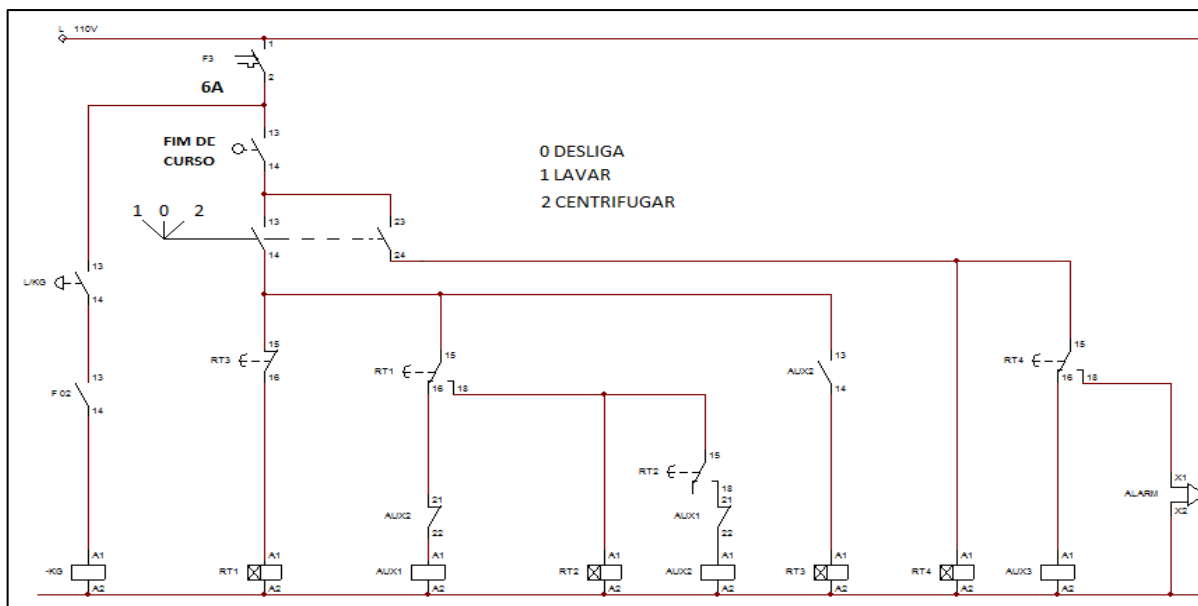 L 110V
1
F3
2
6A
13
FIM DE
CURSO
14
0 DESLIGA
1 LAVAR
2 CENTRIFUGAR
1 0 2
13
23
14
24
13
L/KG
14
15
RT3
16
15
RT1
16
18
13
AUX2
14
15
RT4
16
18
13
F 02
14
15
RT2
18
X1
ALARM
X2
21
AUX2
22
21
AUX1
22
A1
-KG
A2
A1
RT1
A2
A1
AUX1
A2
A1
RT2
A2
A1
AUX2
A2
A1
RT3
A2
A1
RT4
A2
A1
AUX3
A2